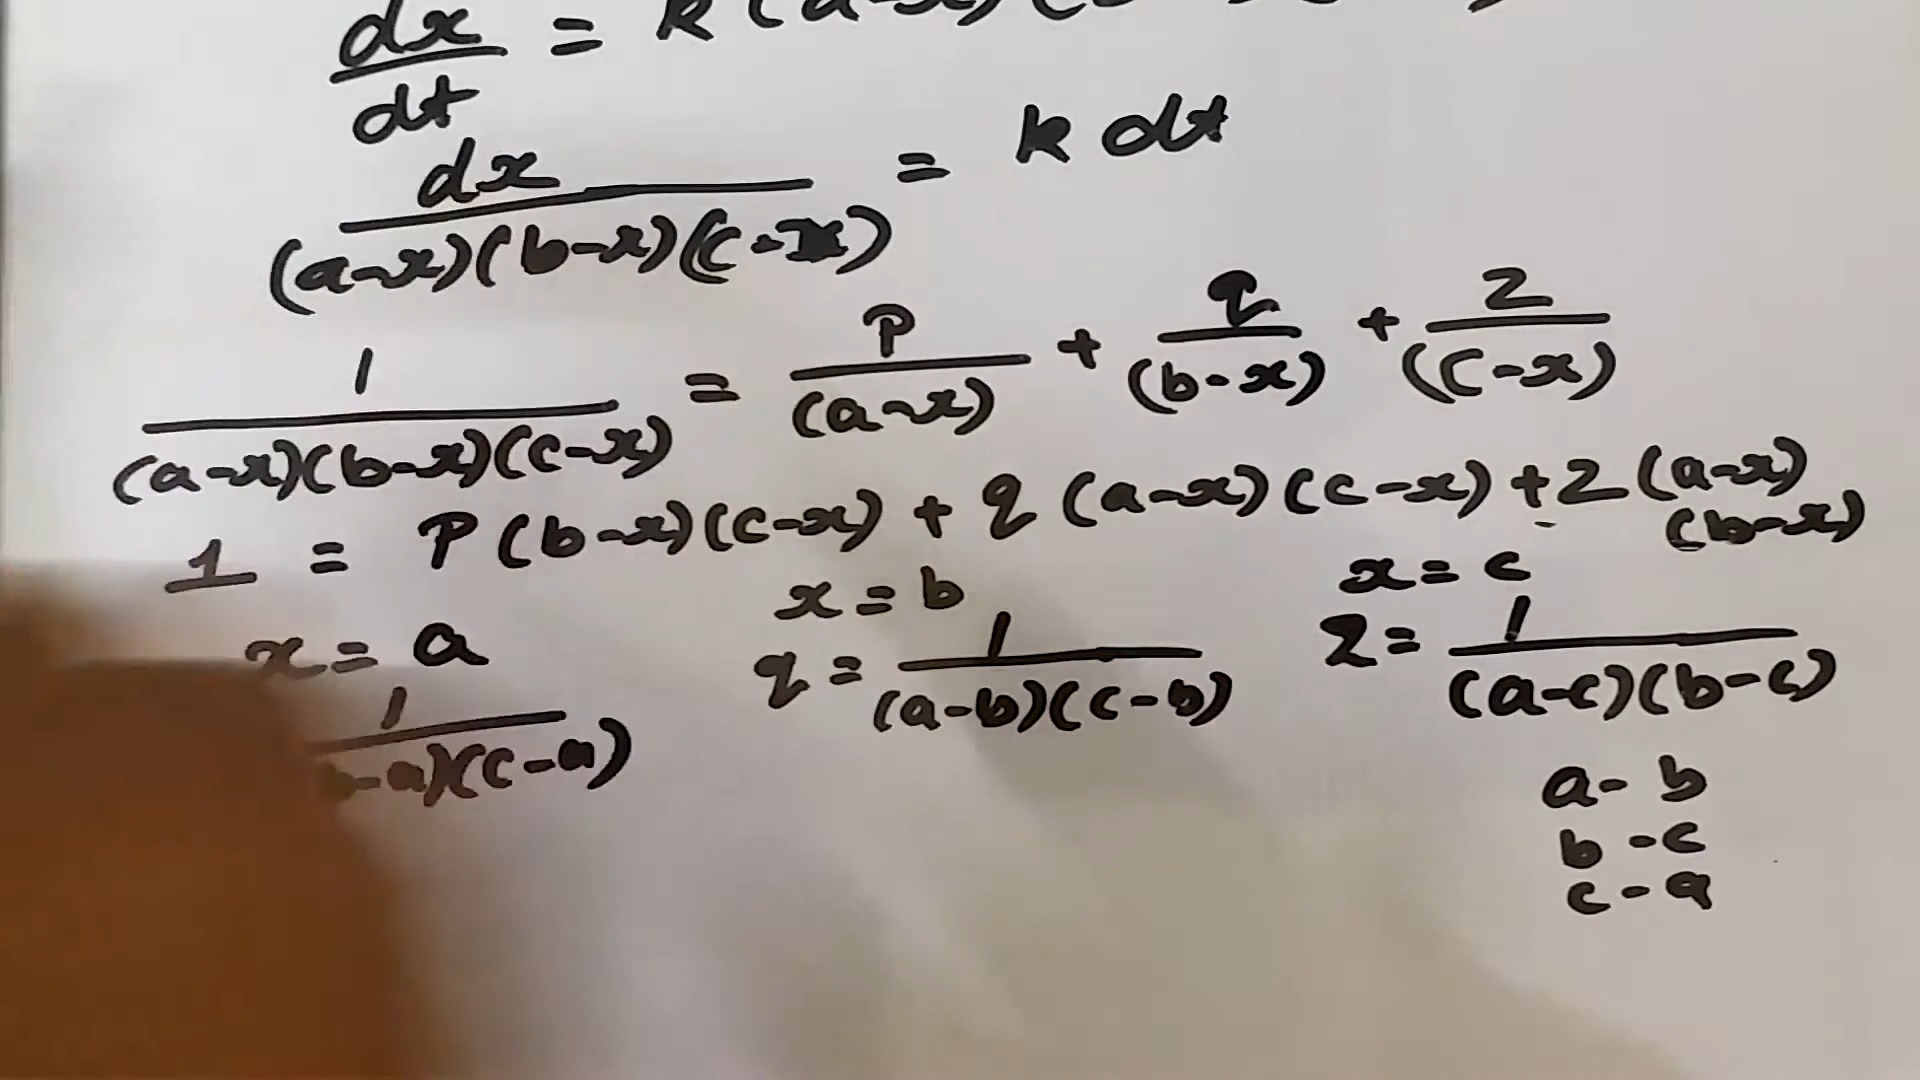 dx/dt = k (a-x)(
dx/((a-x)(b-x)(c-x)) = k dt
1/((a-x)(b-x)(c-x)) = P/(a-x) + q/(b-x) + z/(c-x)
1 = P(b-x)(c-x) + q(a-x)(c-x) + z(a-x)(b-x)
x = a
1/(-a)(c-a)
x = b
q = 1/((a-b)(c-b))
x = c
z = 1/((a-c)(b-c))
a - b
b - c
c - a